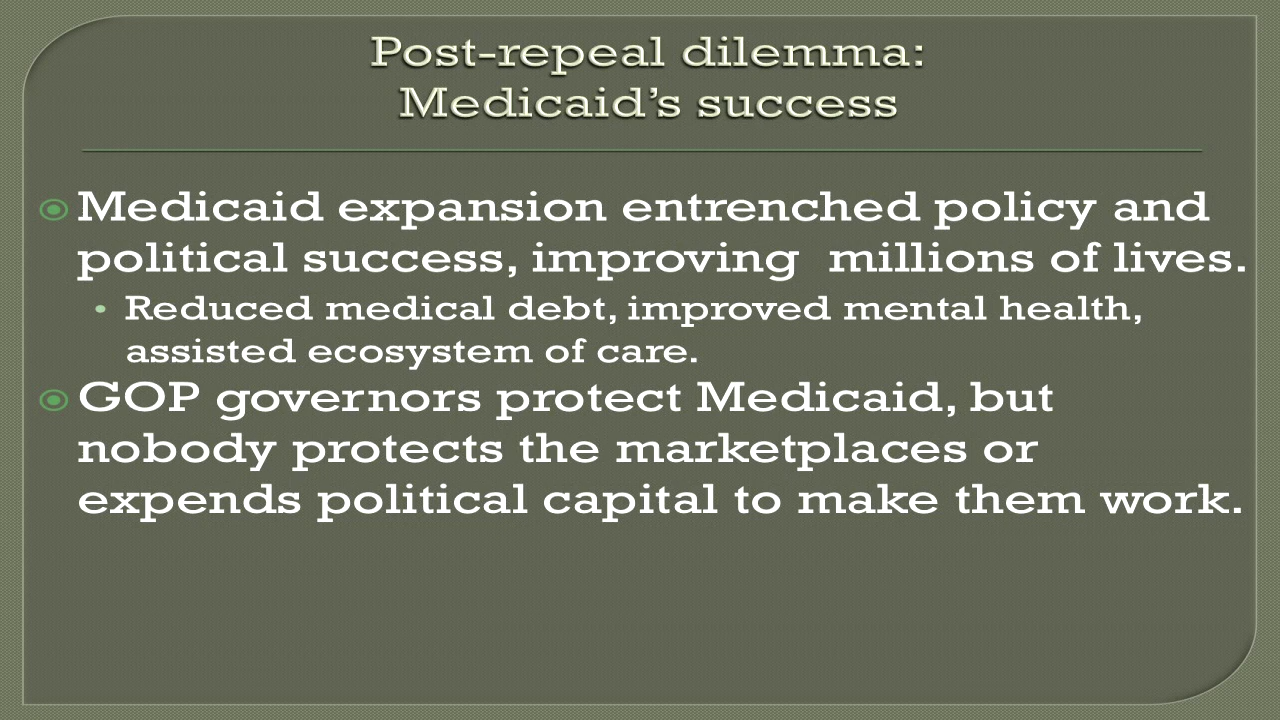 Post-repeal dilemma:
Medicaid’s success
Medicaid expansion entrenched policy and
political success, improving  millions of lives.
Reduced medical debt, improved mental health,
assisted ecosystem of care.
GOP governors protect Medicaid, but
nobody protects the marketplaces or
expends political capital to make them work.